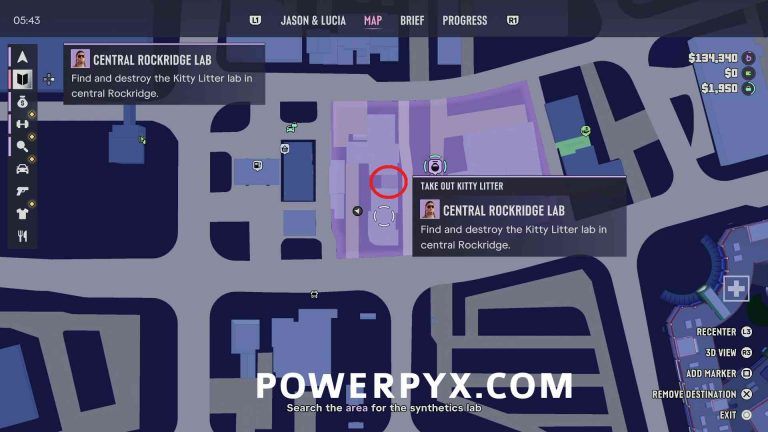 05:43
L1 JASON & LUCIA MAP BRIEF PROGRESS R1
CENTRAL ROCKRIDGE LAB
Find and destroy the Kitty Litter lab in
central Rockridge.
$134,340
$0
$1,950
TAKE OUT KITTY LITTER
CENTRAL ROCKRIDGE LAB
Find and destroy the Kitty Litter lab in
central Rockridge.
RECENTER L3
3D VIEW R3
ADD MARKER
REMOVE DESTINATION
EXIT
POWERPYX.COM
Search the area for the synthetics lab